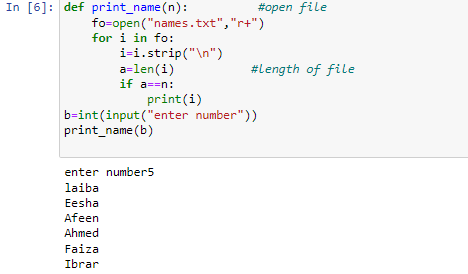 In [6]: def print_name(n):          #open file
    fo=open("names.txt","r+")
    for i in fo:
        i=i.strip("\n")
        a=len(i)           #length of file
        if a==n:
            print(i)
b=int(input("enter number"))
print_name(b)
enter number5
laiba
Eesha
Afeen
Ahmed
Faiza
Ibrar